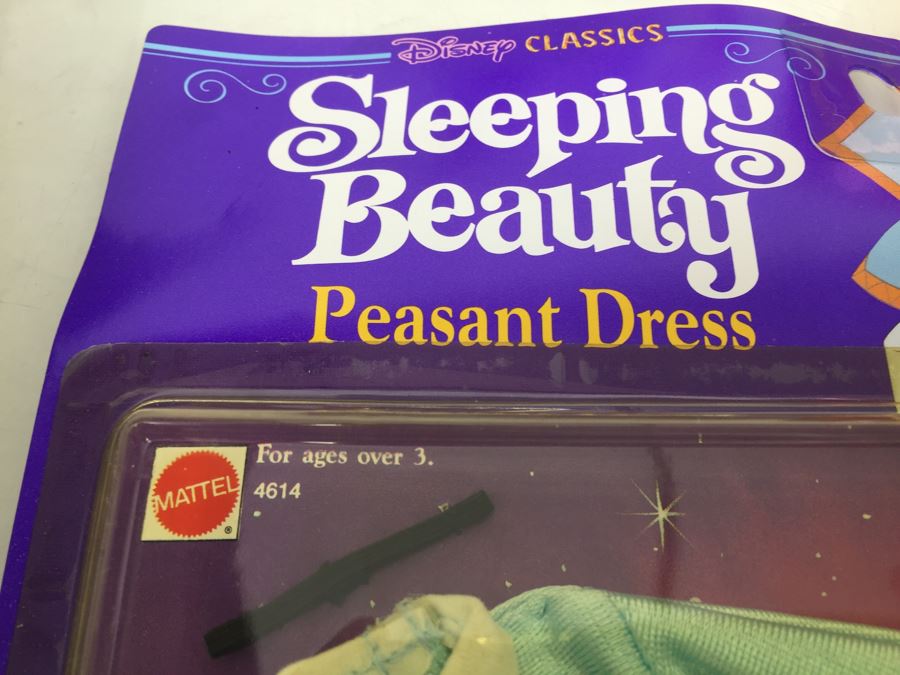 Disney CLASSICS
Sleeping
Beauty
Peasant Dress
MATTEL ®
For ages over 3.
4614